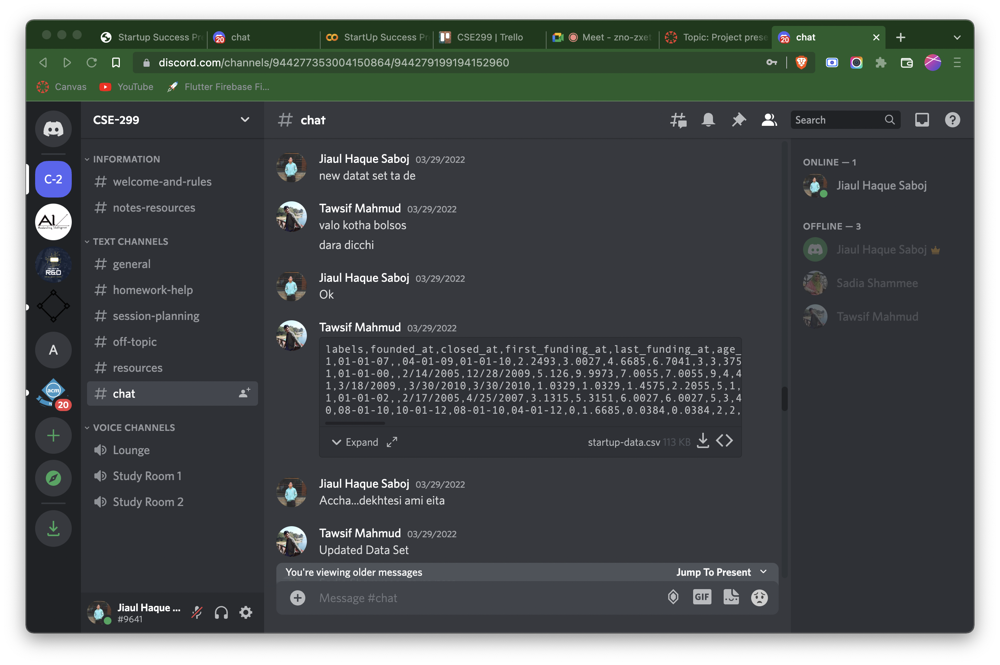 Startup Success Pre
20
chat
StartUp Success Pr
CSE299 | Trello
Meet - zno-zxet
Topic: Project prese
20
chat
discord.com/channels/944277353004150864/944279199194152960
Canvas
YouTube
Flutter Firebase Fi...
CSE-299
chat
Search
C-2
AI
R&D
A
acm
20
INFORMATION
welcome-and-rules
notes-resources
TEXT CHANNELS
general
homework-help
session-planning
off-topic
resources
chat
VOICE CHANNELS
Lounge
Study Room 1
Study Room 2
Jiaul Haque ...
#9641
Jiaul Haque Saboj 03/29/2022
new datat set ta de
Tawsif Mahmud 03/29/2022
valo kotha bolsos
dara dicchi
Jiaul Haque Saboj 03/29/2022
Ok
Tawsif Mahmud 03/29/2022
labels,founded_at,closed_at,first_funding_at,last_funding_at,age_
1,01-01-07,,04-01-09,01-01-10,2.2493,3.0027,4.6685,6.7041,3,3,375
1,01-01-00,,2/14/2005,12/28/2009,5.126,9.9973,7.0055,7.0055,9,4,4
1,3/18/2009,,3/30/2010,3/30/2010,1.0329,1.0329,1.4575,2.2055,5,1,
1,01-01-02,,2/17/2005,4/25/2007,3.1315,5.3151,6.0027,6.0027,5,3,4
0,08-01-10,10-01-12,08-01-10,04-01-12,0,1.6685,0.0384,0.0384,2,2,
Expand
startup-data.csv 113 KB
Jiaul Haque Saboj 03/29/2022
Accha...dekhtesi ami eita
Tawsif Mahmud 03/29/2022
Updated Data Set
You're viewing older messages
Jump To Present
Message #chat
GIF
ONLINE — 1
Jiaul Haque Saboj
OFFLINE — 3
Jiaul Haque Saboj
Sadia Shammee
Tawsif Mahmud